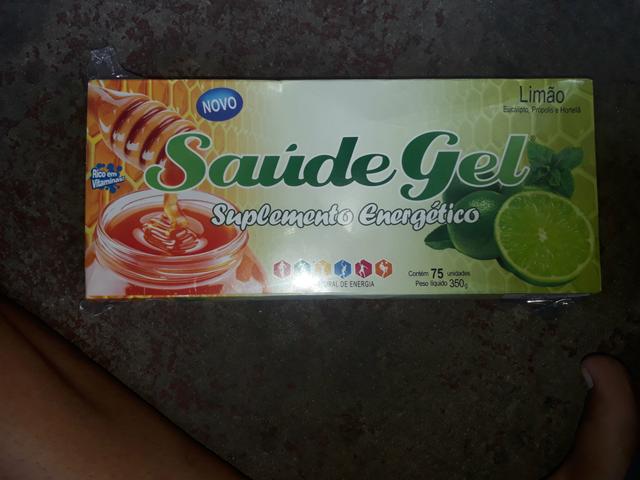 NOVO
Limão
Eucalipto, Própolis e Hortelã
Rico em
Vitaminas
Saúde Gel
Suplemento Energético
DE ENERGIA
Contém 75 unidades
Peso líquido 350g